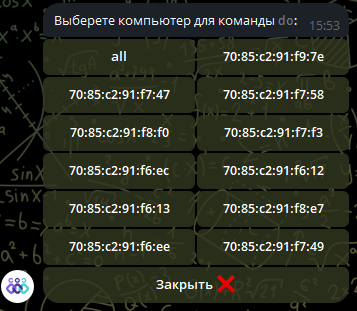 Выберете компьютер для команды do:
15:53
all 70:85:c2:91:f9:7e
70:85:c2:91:f7:47 70:85:c2:91:f7:58
70:85:c2:91:f8:f0 70:85:c2:91:f7:f3
70:85:c2:91:f6:ec 70:85:c2:91:f6:12
70:85:c2:91:f6:13 70:85:c2:91:f8:e7
70:85:c2:91:f6:ee 70:85:c2:91:f7:49
Закрыть ❌